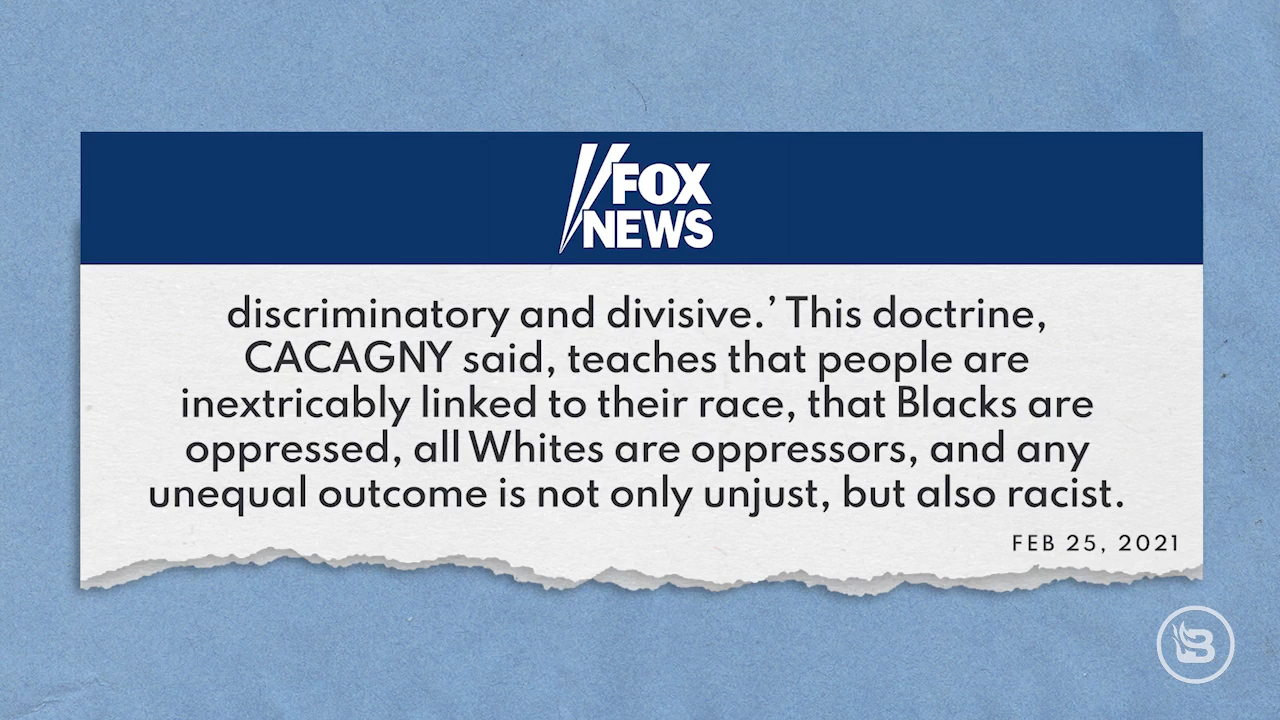 FOX
NEWS
discriminatory and divisive.’ This doctrine,
CACAGNY said, teaches that people are
inextricably linked to their race, that Blacks are
oppressed, all Whites are oppressors, and any
unequal outcome is not only unjust, but also racist.
FEB 25, 2021
B